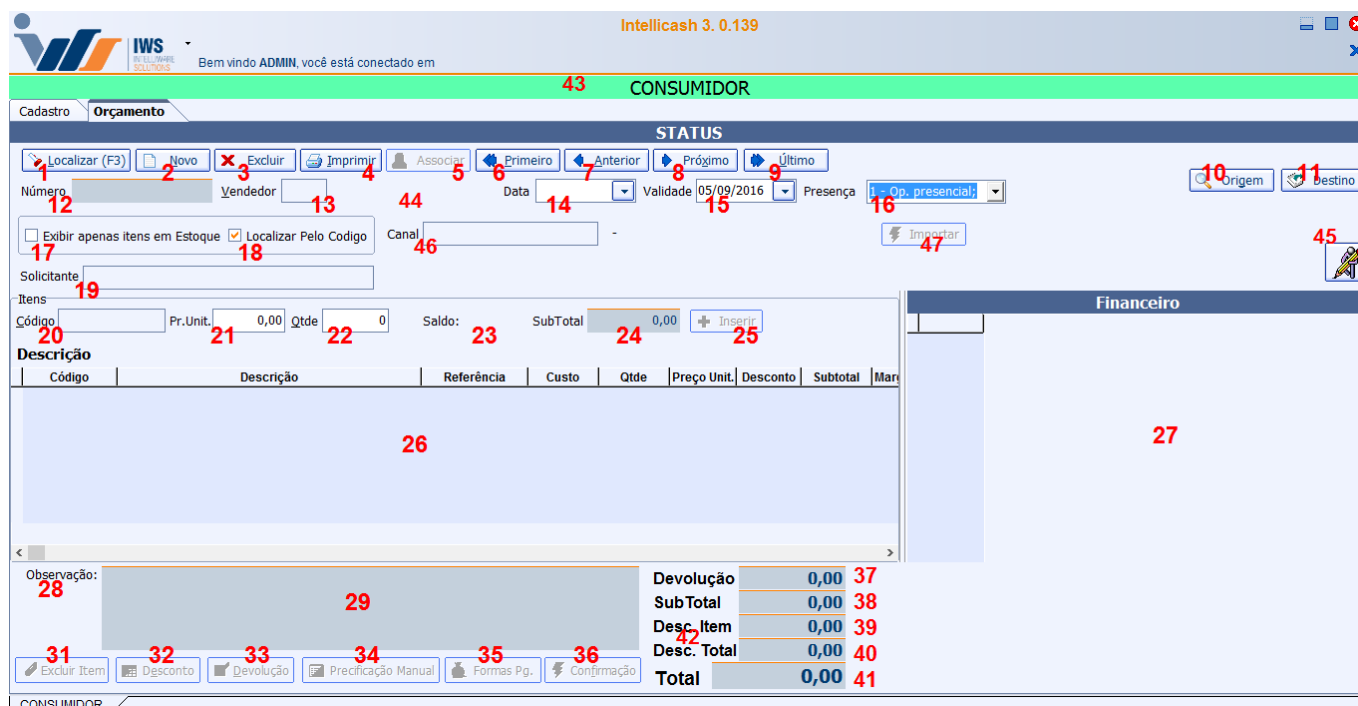 Intellicash 3. 0.139
IWS
INTELLIWARE
SOLUTIONS
Bem vindo ADMIN, você está conectado em
43
CONSUMIDOR
Cadastro Orçamento
STATUS
Localizar (F3) Novo Excluir Imprimir Associar Primeiro Anterior Próximo Último
1 2 3 4 5 6 7 8 9
Origem Destino
10 11
Número Vendedor Data Validade 05/09/2016 Presença 1 - Op. presencial;
12 13 44 14 15 16
Exibir apenas itens em Estoque Localizar Pelo Codigo Canal - Importar
17 18 46 47 45
Solicitante
19
Itens
Código Pr.Unit. 0,00 Qtde 0 Saldo: SubTotal 0,00 Inserir
20 21 22 23 24 25
Financeiro
Descrição
Código Descrição Referência Custo Qtde Preço Unit. Desconto Subtotal Marg
26
27
Observação:
28
29
Devolução 0,00 37
SubTotal 0,00 38
Desc. Item 0,00 39
42
Desc. Total 0,00 40
Total 0,00 41
31 32 33 34 35 36
Excluir Item Desconto Devolução Precificação Manual Formas Pg. Confirmação
CONSUMIDOR